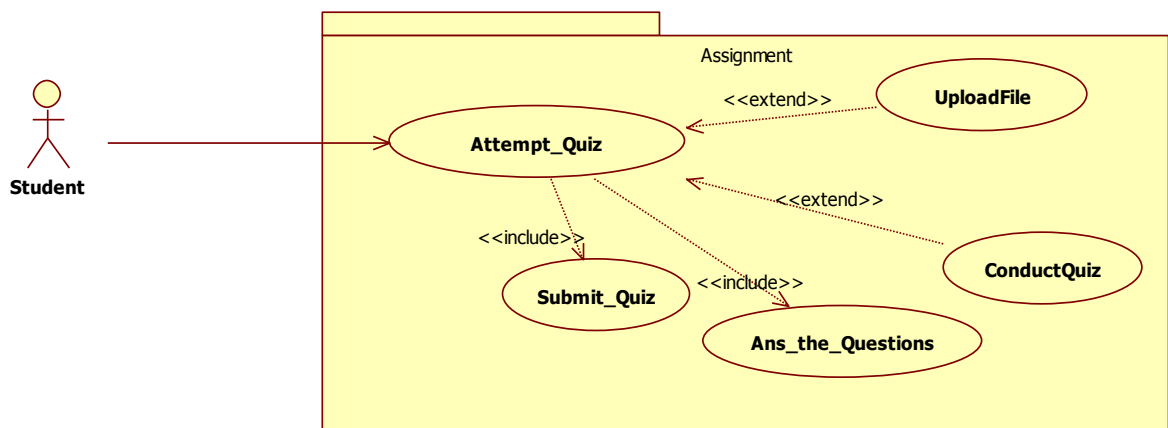 Assignment
UploadFile
<<extend>>
Attempt_Quiz
Student
<<extend>>
<<include>>
ConductQuiz
<<include>>
Submit_Quiz
Ans_the_Questions